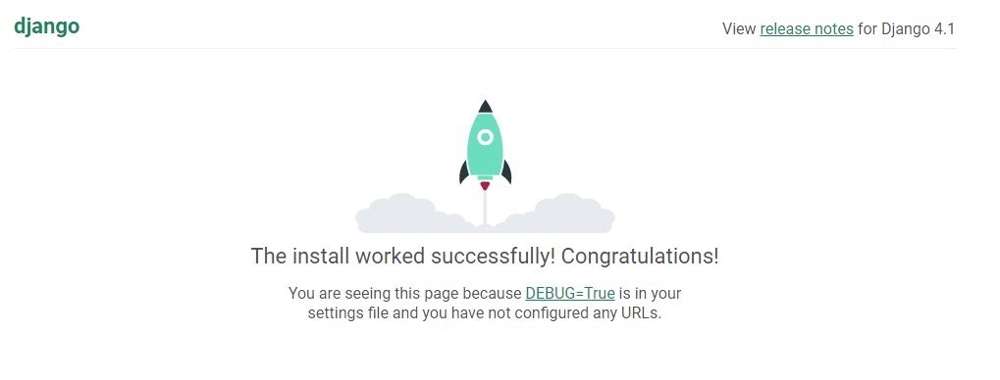 django
View release notes for Django 4.1
The install worked successfully! Congratulations!
You are seeing this page because DEBUG=True is in your
settings file and you have not configured any URLs.